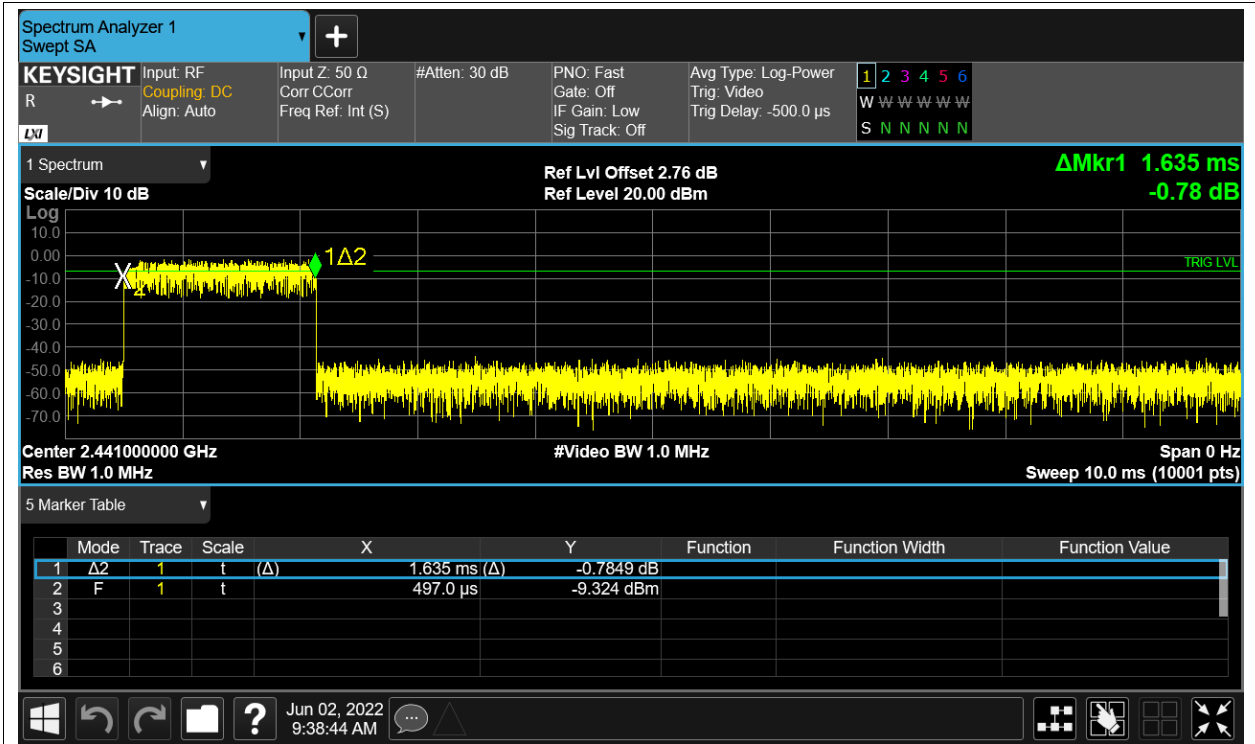 Spectrum Analyzer 1
Swept SA
KEYSIGHT
R
LXI
Input: RF
Coupling: DC
Align: Auto
Input Z: 50 Ω
Corr CCorr
Freq Ref: Int (S)
#Atten: 30 dB
PNO: Fast
Gate: Off
IF Gain: Low
Sig Track: Off
Avg Type: Log-Power
Trig: Video
Trig Delay: -500.0 µs
1 2 3 4 5 6
W W W W W W
S N N N N N
1 Spectrum
Scale/Div 10 dB
Ref Lvl Offset 2.76 dB
Ref Level 20.00 dBm
ΔMkr1 1.635 ms
-0.78 dB
Log
10.0
0.00
-10.0
-20.0
-30.0
-40.0
-50.0
-60.0
-70.0
X
2
1Δ2
TRIG LVL
Center 2.441000000 GHz
#Video BW 1.0 MHz
Span 0 Hz
Res BW 1.0 MHz
Sweep 10.0 ms (10001 pts)
5 Marker Table
Mode Trace Scale X Y Function Function Width Function Value
1 Δ2 1 t (Δ) 1.635 ms (Δ) -0.7849 dB
2 F 1 t 497.0 µs -9.324 dBm
3
4
5
6
?
Jun 02, 2022
9:38:44 AM